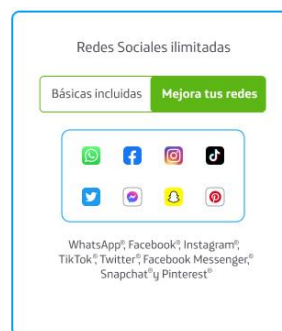 Redes Sociales ilimitadas
Básicas incluidas Mejora tus redes
WhatsApp®, Facebook®, Instagram®,
TikTok®, Twitter®, Facebook Messenger,®
Snapchat® y Pinterest®